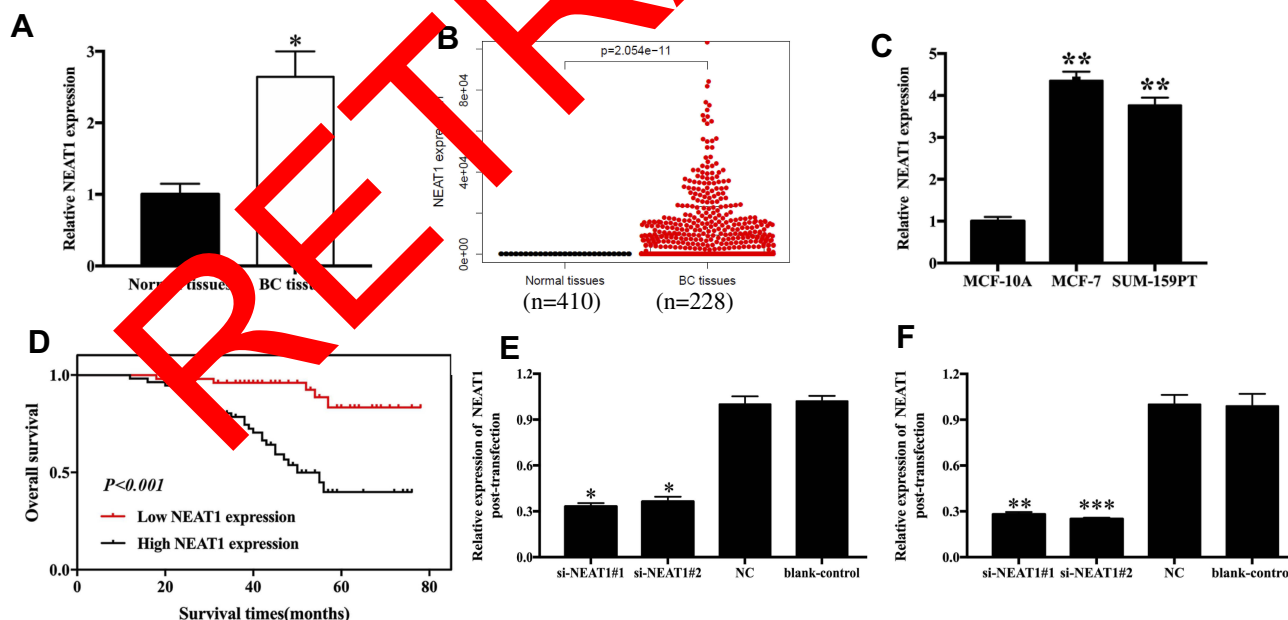 A
Relative NEAT1 expression
3
2
1
0
*
BC
B
NEAT1
8e+04
4e+04
0e+00
p=2.054e-11
Normal tissues
BC tissues
(n=410)
(n=228)
C
Relative NEAT1 expression
5
4
3
2
1
0
**
**
MCF-10A
MCF-7
SUM-159PT
D
Overall survival
1.0
0.5
0.0
P<0.001
Low NEAT1 expression
High NEAT1 expression
0
20
40
60
80
Survival times(months)
E
Relative expression of NEAT1
post-transfection
1.2
0.9
0.6
0.3
0.0
*
*
si-NEAT1#1
si-NEAT1#2
NC
blank-control
F
Relative expression of NEAT1
post-transfection
1.2
0.9
0.6
0.3
0.0
**
***
si-NEAT1#1
si-NEAT1#2
NC
blank-control
RETR